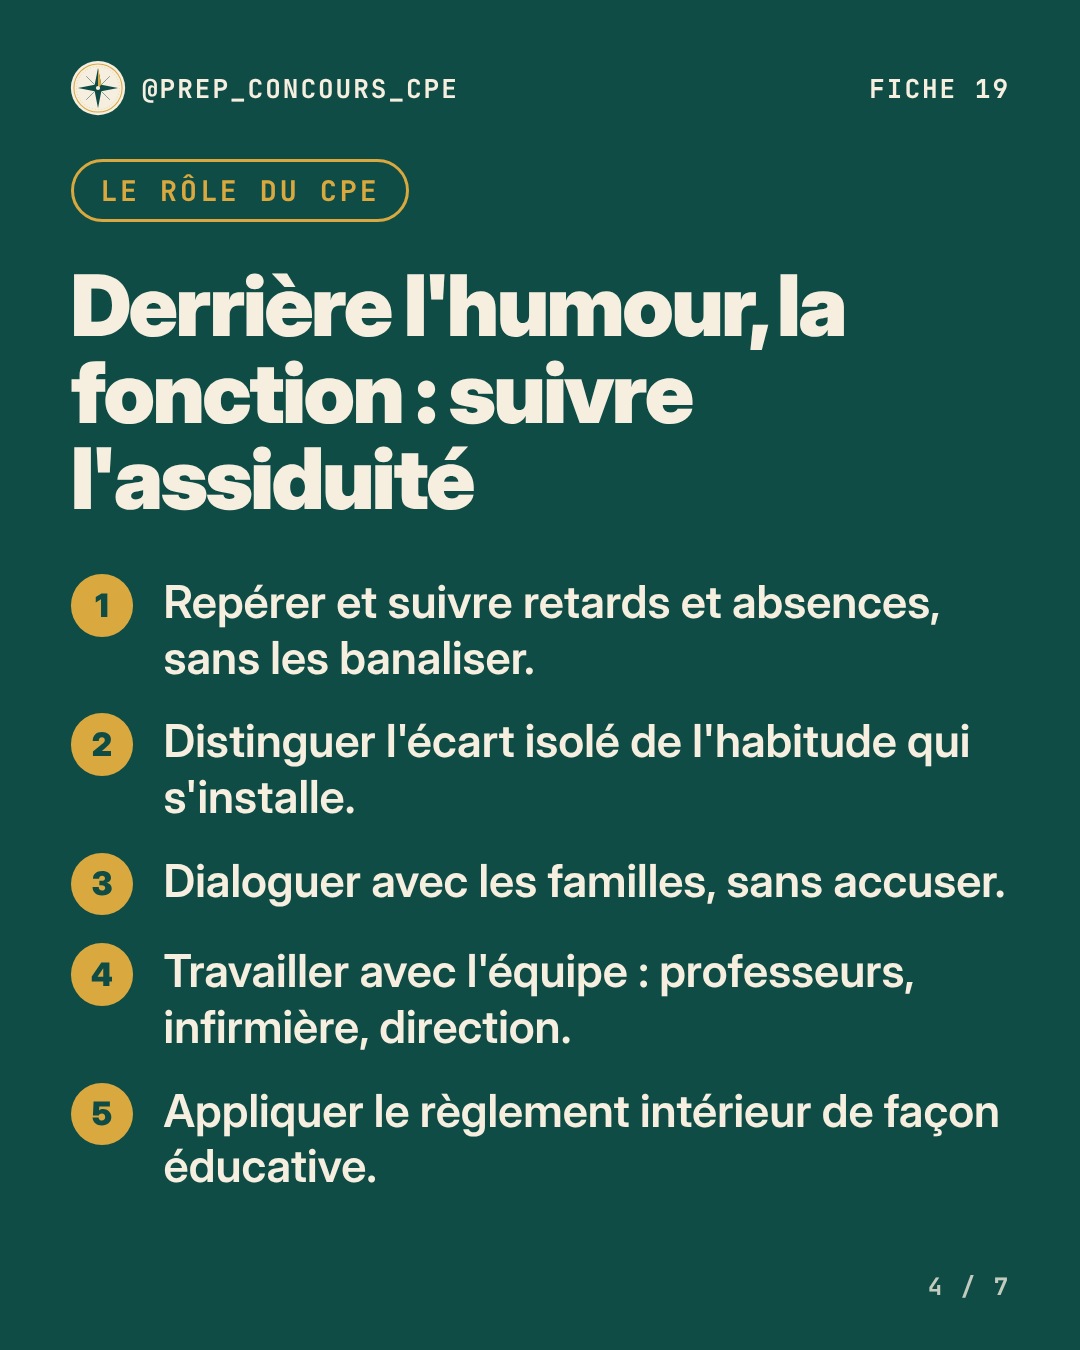 @PREP_CONCOURS_CPE
FICHE 19
LE RÔLE DU CPE
Derrière l'humour, la
fonction : suivre
l'assiduité
1 Repérer et suivre retards et absences,
sans les banaliser.
2 Distinguer l'écart isolé de l'habitude qui
s'installe.
3 Dialoguer avec les familles, sans accuser.
4 Travailler avec l'équipe : professeurs,
infirmière, direction.
5 Appliquer le règlement intérieur de façon
éducative.
4 / 7